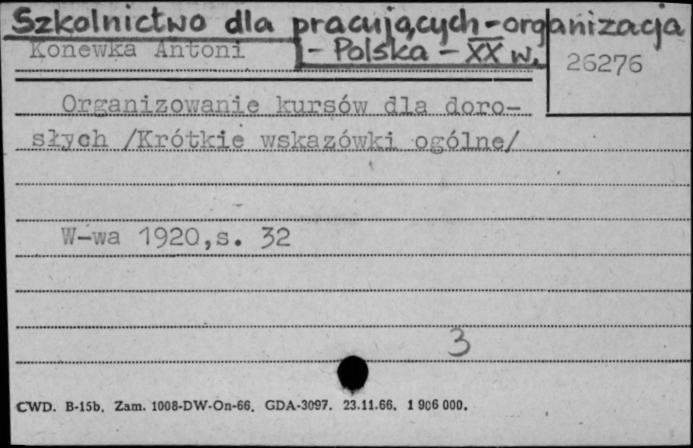 Szkolnictwo dla pracujących - organizacja
- Polska - XX w.
Konewka Antoni
26276
Organizowanie kursów dla doro-
słych /Krótkie wskazówki ogólne/
W-wa 1920,s. 32
3
CWD. B-15b. Zam. 1008-DW-On-66. GDA-3097. 23.11.66. 1 906 000.